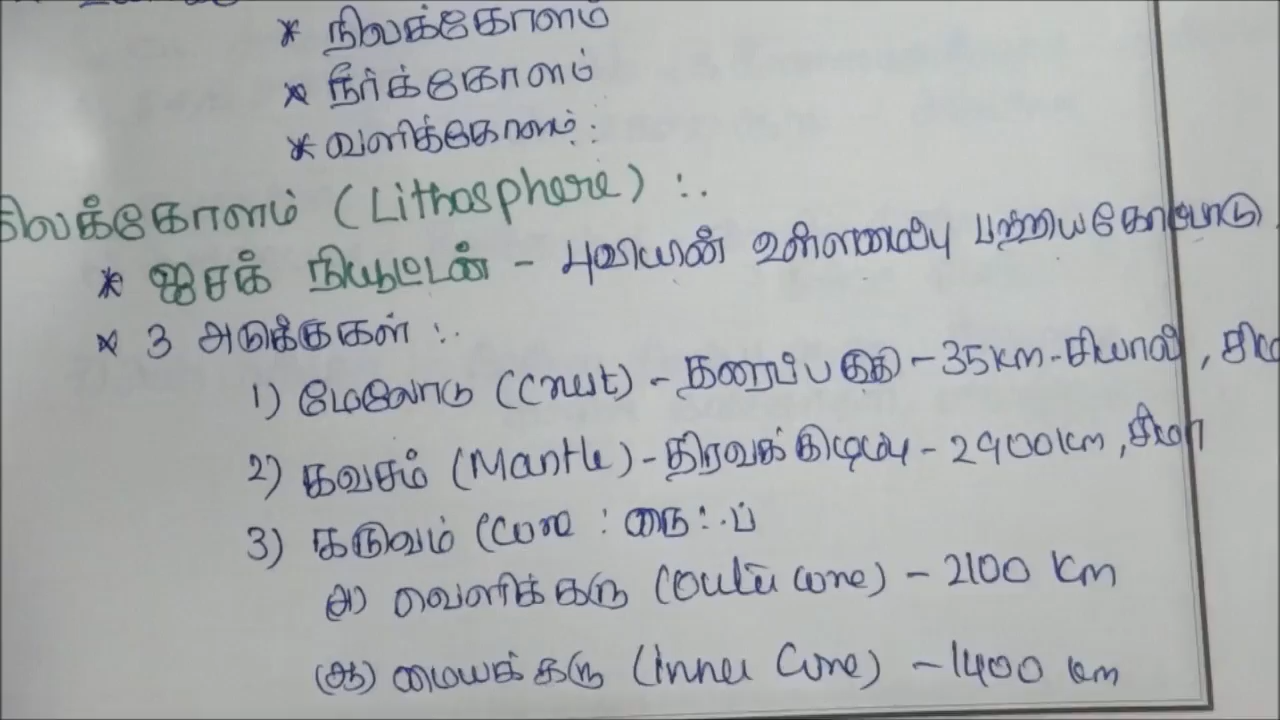 * நிலக்கோளம்
* நீர்க்கோளம்
* வளிக்கோளம் :
நிலக்கோளம் (Lithosphere) :.
* ஐசக் நியூட்டன் - புவியின் உள்ளமைப்பு பற்றிய கோட்பாடு
* 3 அடுக்குகள் :.
1) மேலோடு (Crust) - தரைப்பகுதி - 35km - சியால்,
2) கவசம் (Mantle) - திரவக்குழம்பு - 2900km, சிமா
3) கருவம் (Core : நைஃப்
அ) வெளிக்கரு (Outer Core) - 2100 km
(ஆ) மையக்கரு (Inner Core) - 1400 km